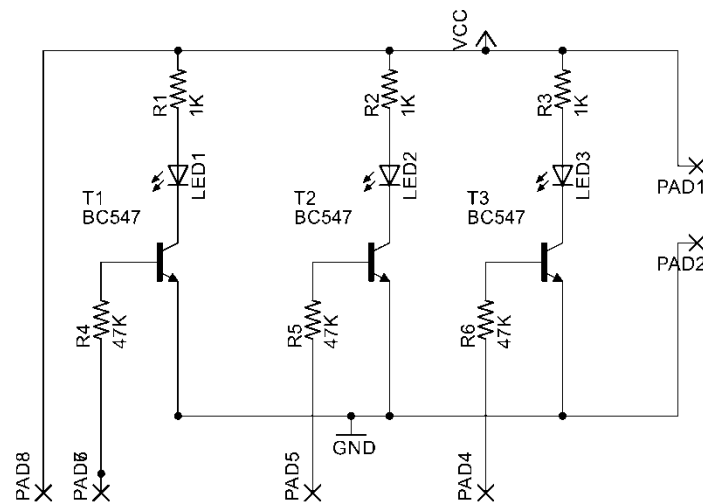 VCC
R1
1K
R2
1K
R3
1K
LED1
LED2
LED3
PAD1
T1
BC547
T2
BC547
T3
BC547
PAD2
R4
47K
R5
47K
R6
47K
GND
PAD8
PAD5
PAD4